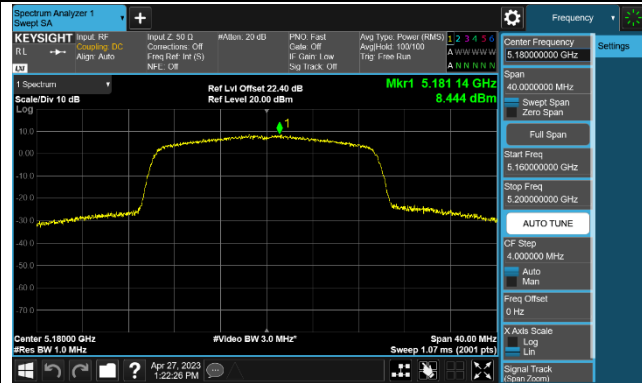 Spectrum Analyzer 1
Swept SA
Frequency
KEYSIGHT
RL
LXI
Input: RF
Coupling: DC
Align: Auto
Input Z: 50 Ω
Corrections: Off
Freq Ref: Int (S)
NFE: Off
#Atten: 20 dB
PNO: Fast
Gate: Off
IF Gain: Low
Sig Track: Off
Avg Type: Power (RMS)
Avg|Hold: 100/100
Trig: Free Run
1 2 3 4 5 6
A W W W W W
A N N N N N
Settings
1 Spectrum
Scale/Div 10 dB
Log
Ref Lvl Offset 22.40 dB
Ref Level 20.00 dBm
Mkr1 5.181 14 GHz
8.444 dBm
1
10.0
0.00
-10.0
-20.0
-30.0
-40.0
-50.0
-60.0
-70.0
Center 5.18000 GHz
#Res BW 1.0 MHz
#Video BW 3.0 MHz*
Span 40.00 MHz
Sweep 1.07 ms (2001 pts)
Apr 27, 2023
1:22:26 PM
Center Frequency
5.180000000 GHz
Span
40.0000000 MHz
Swept Span
Zero Span
Full Span
Start Freq
5.160000000 GHz
Stop Freq
5.200000000 GHz
AUTO TUNE
CF Step
4.000000 MHz
Auto
Man
Freq Offset
0 Hz
X Axis Scale
Log
Lin
Signal Track
(Span Zoom)